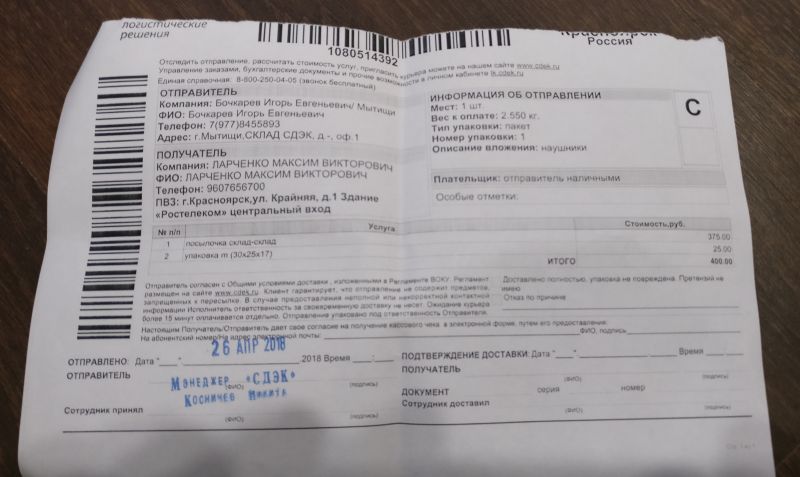 логистические
решения
1080514392
Красноярск
Россия
Отследить отправление, рассчитать стоимость услуг, пригласить курьера можете на нашем сайте www.cdek.ru
Управление заказами, бухгалтерские документы и прочие возможности в личном кабинете lk.cdek.ru
Единая справочная: 8-800-250-04-05 (звонок бесплатный)
ОТПРАВИТЕЛЬ
Компания: Бочкарев Игорь Евгеньевич/ Мытищи
ФИО: Бочкарев Игорь Евгеньевич
Телефон: 7(977)8455893
Адрес: г.Мытищи,СКЛАД СДЭК, д.-, оф.1
ИНФОРМАЦИЯ ОБ ОТПРАВЛЕНИИ
Мест: 1 шт.
Вес к оплате: 2.550 кг.
Тип упаковки: пакет
Номер упаковки: 1
Описание вложения: наушники
С
ПОЛУЧАТЕЛЬ
Компания: ЛАРЧЕНКО МАКСИМ ВИКТОРОВИЧ
ФИО: ЛАРЧЕНКО МАКСИМ ВИКТОРОВИЧ
Телефон: 9607656700
ПВЗ: г.Красноярск,ул. Крайняя, д.1 Здание
«Ростелеком» центральный вход
Плательщик: отправитель наличными
Особые отметки:
№ п/п Услуга Стоимость,руб.
1 посылочка склад-склад 375.00
2 упаковка m (30x25x17) 25.00
ИТОГО 400.00
Отправитель согласен с Общими условиями доставки , изложенными в Регламенте ВОКУ. Регламент
размещен на сайте www.cdek.ru. Клиент гарантирует, что отправление не содержит предметов,
запрещенных к пересылке. В случае предоставления неполной или некорректной контактной
информации Исполнитель ответственность за своевременную доставку не несет. Ожидание курьера
более 15 минут оплачивается отдельно. Отправление упаковано под ответственность Отправителя.
Доставлено полностью, упаковка не повреждена. Претензий не
имею
Отказ по причине
Настоящим Получатель/Отправитель дает свое согласие на получение кассового чека в электронной форме, путем его предоставления:
На абонентский номер/На адрес электронной почты: ФИО, подпись
26 АПР 2018
ОТПРАВЛЕНО: Дата "___"___ 2018 Время ___:___
ПОДТВЕРЖДЕНИЕ ДОСТАВКИ: Дата "___"___ Время ___:___
ОТПРАВИТЕЛЬ
(ФИО) (подпись)
ПОЛУЧАТЕЛЬ
(ФИО) (подпись)
Менеджер «СДЭК»
Косничев Никита
ДОКУМЕНТ серия номер
Сотрудник принял
(ФИО) (подпись)
Сотрудник доставил
(ФИО) (подпись)